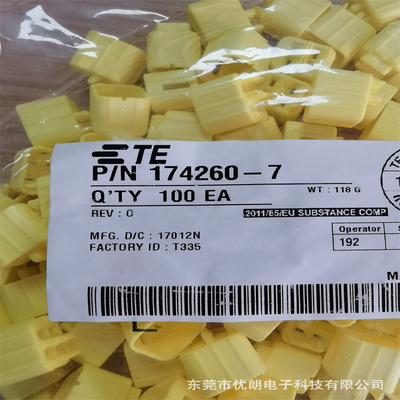 TE
P/N 174260-7
Q'TY 100 EA
WT : 118 G
REV : C
2011/65/EU SUBSTANCE COMP
MFG. D/C : 17012N
FACTORY ID : T335
Operator
192
东莞市优朗电子科技有限公司